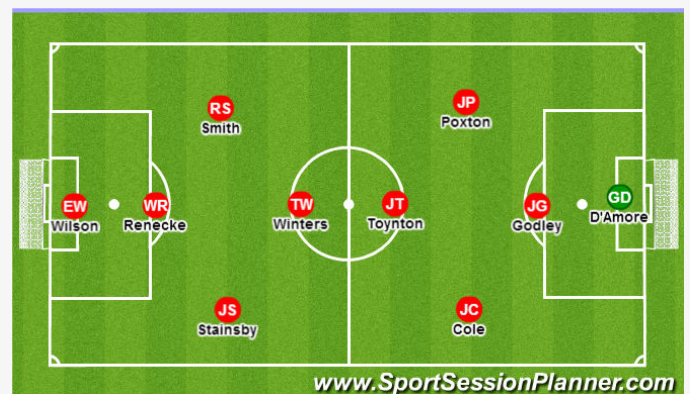 RS
Smith
JP
Poxton
EW
Wilson
WR
Renecke
TW
Winters
JT
Toynton
JG
Godley
GD
D'Amore
JS
Stainsby
JC
Cole
www.SportSessionPlanner.com